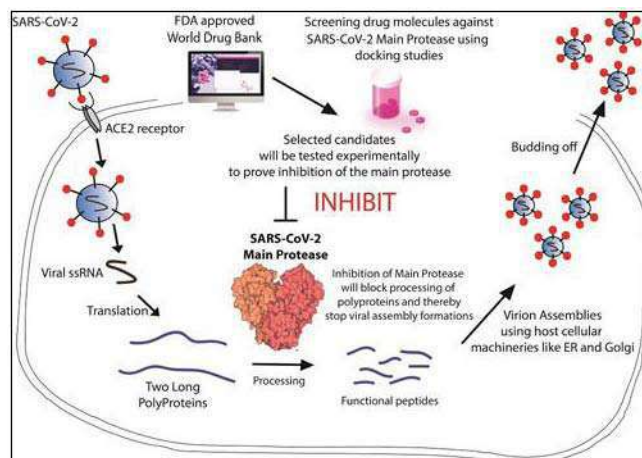 SARS-CoV-2
FDA approved
World Drug Bank
Screening drug molecules against
SARS-CoV-2 Main Protease using
docking studies
ACE2 receptor
Selected candidates
will be tested experimentally
to prove inhibition of the main protease
Budding off
INHIBIT
SARS-CoV-2
Main Protease
Viral ssRNA
Inhibition of Main Protease
will block processing of
polyproteins and thereby
stop viral assembly formations
Translation
Virion Assemblies
using host cellular
machineries like ER and Golgi
Two Long
PolyProteins
Processing
Functional peptides